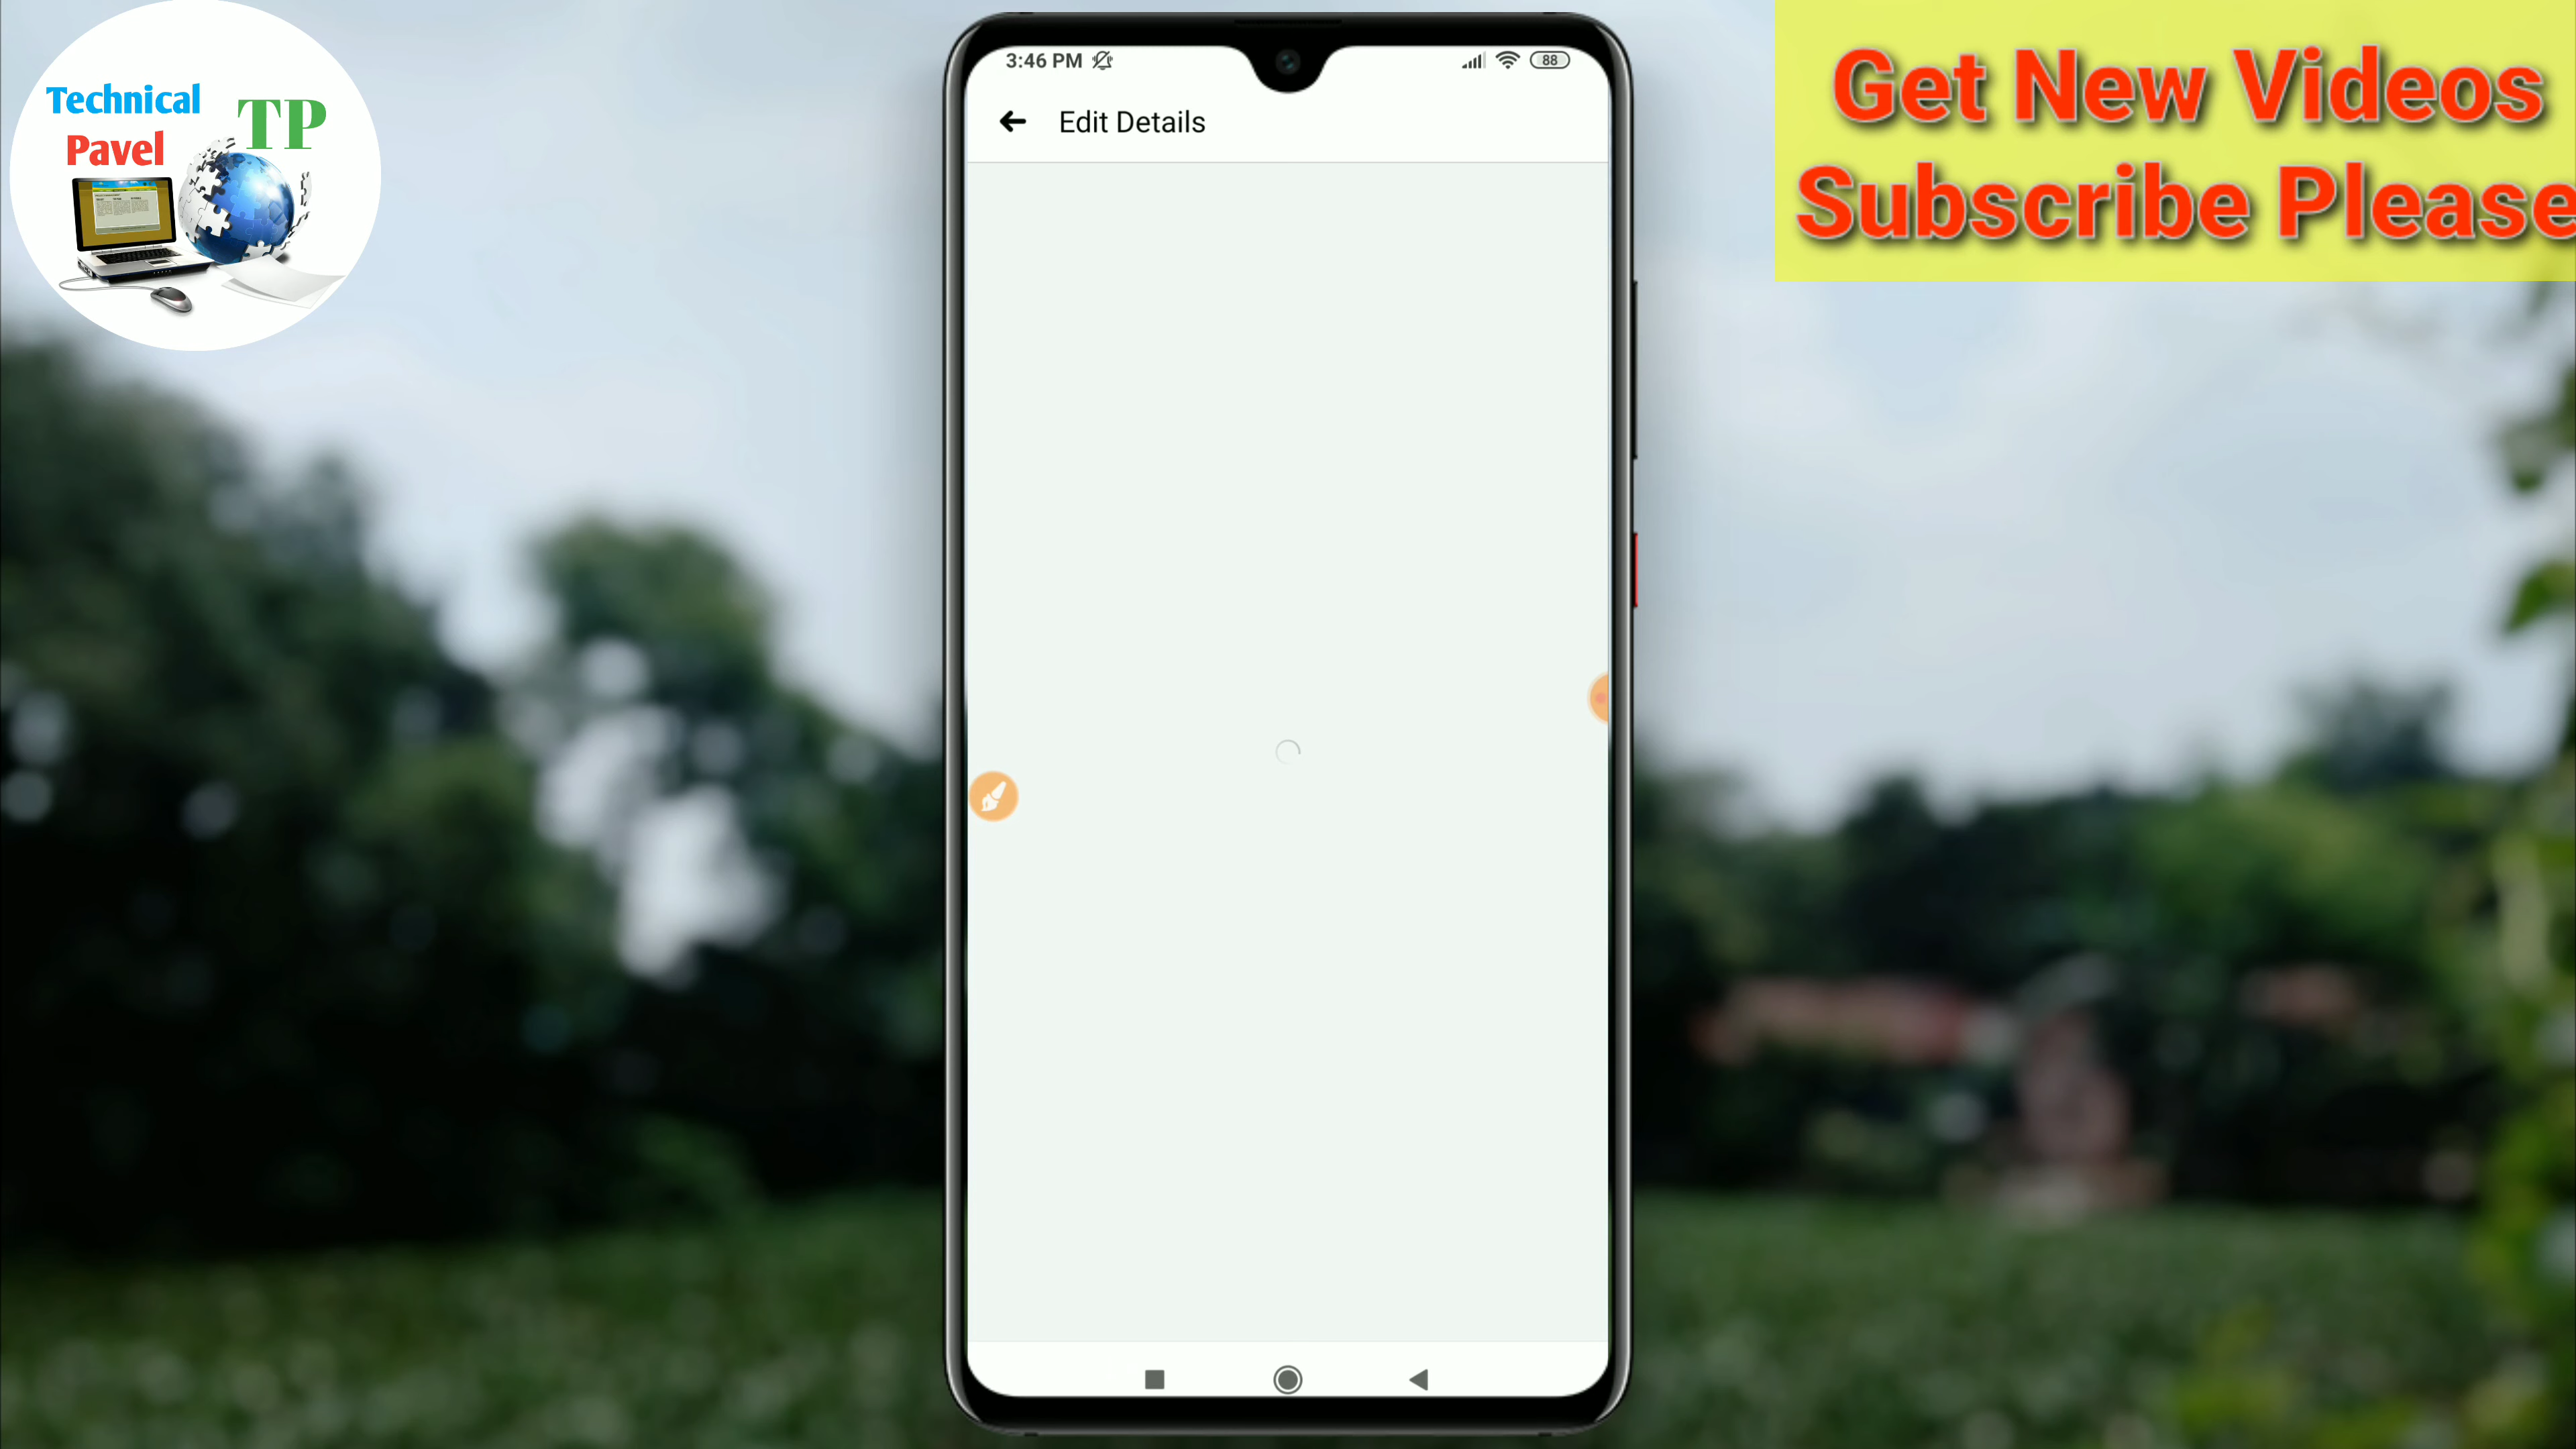 Technical
Pavel
TP
3:46 PM
88
Edit Details
Get New Videos
Subscribe Please